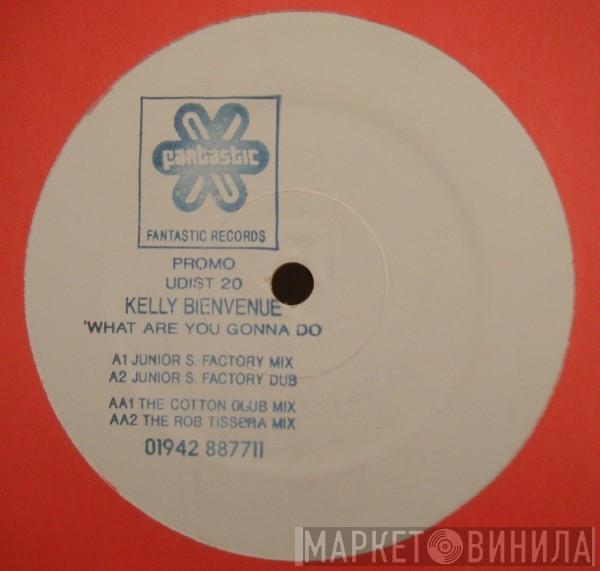 fantastic
FANTASTIC RECORDS
PROMO
UDIST 20
KELLY BIENVENUE
'WHAT ARE YOU GONNA DO
A1 JUNIOR S. FACTORY MIX
A2 JUNIOR S. FACTORY DUB
AA1 THE COTTON CLUB MIX
AA2 THE ROB TISSERA MIX
01942 887711
МАРКЕТ ВИНИЛА